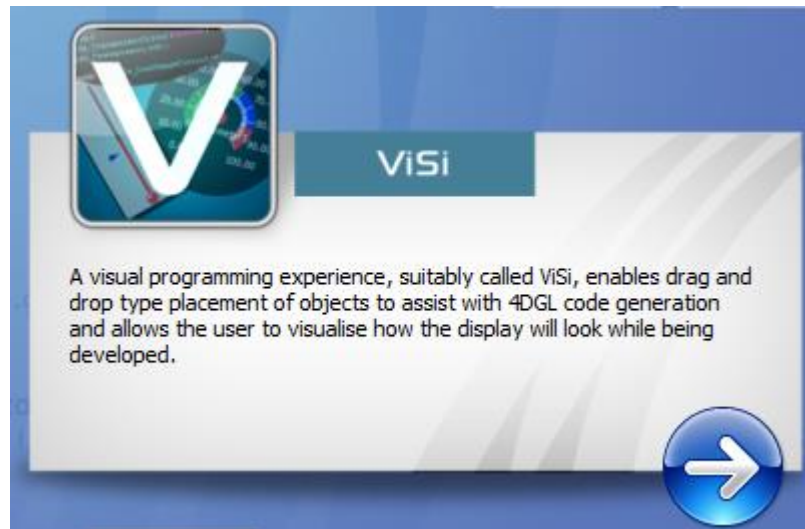 V
ViSi
A visual programming experience, suitably called ViSi, enables drag and
drop type placement of objects to assist with 4DGL code generation
and allows the user to visualise how the display will look while being
developed.